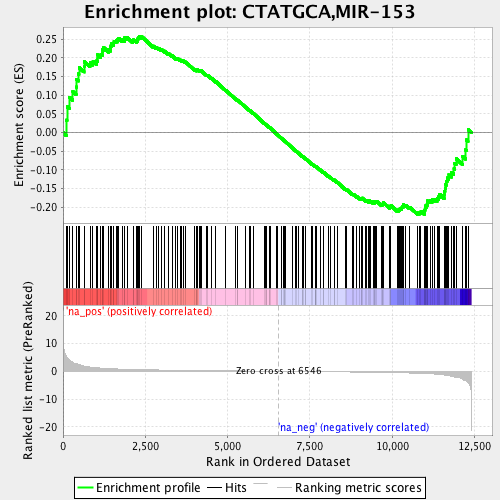 Enrichment plot: CTATGCA,MIR-153
Enrichment score (ES)
0.25
0.20
0.15
0.10
0.05
0.00
-0.05
-0.10
-0.15
-0.20
'na_pos' (positively correlated)
Ranked list metric (PreRanked)
20
10
0
-10
-20
Zero cross at 6546
'na_neg' (negatively correlated)
0
2,500
5,000
7,500
10,000
12,500
Rank in Ordered Dataset
Enrichment profile
Hits
Ranking metric scores